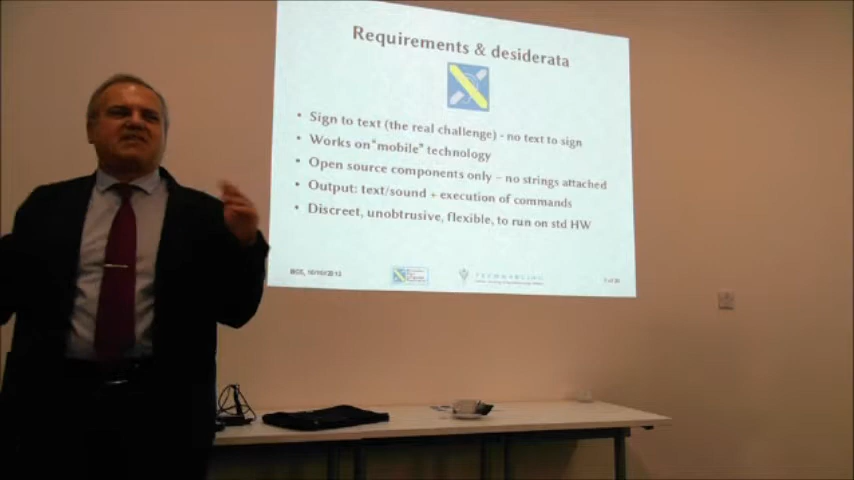 Requirements & desiderata
• Sign to text (the real challenge) - no text to sign
• Works on "mobile" technology
• Open source components only – no strings attached
• Output: text/sound + execution of commands
• Discreet, unobtrusive, flexible, to run on std HW